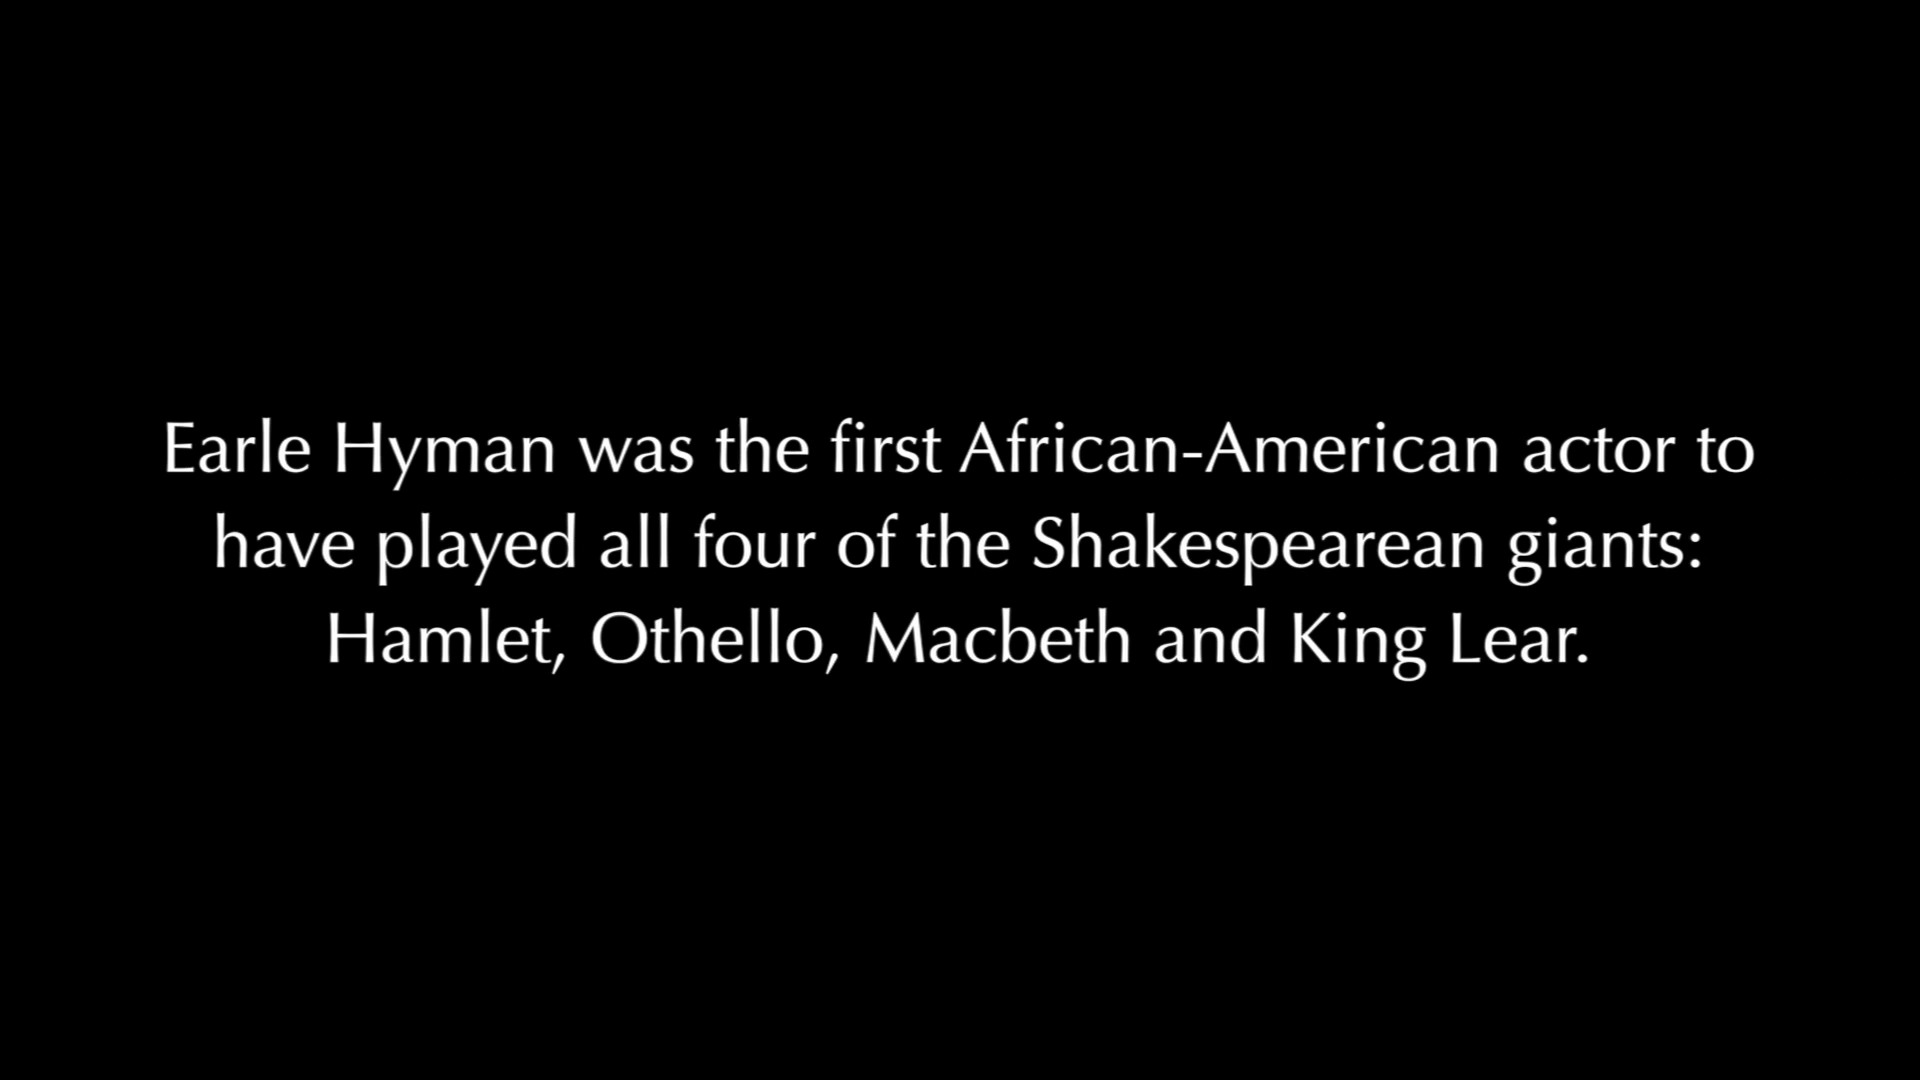 Earle Hyman was the first African-American actor to
have played all four of the Shakespearean giants:
Hamlet, Othello, Macbeth and King Lear.